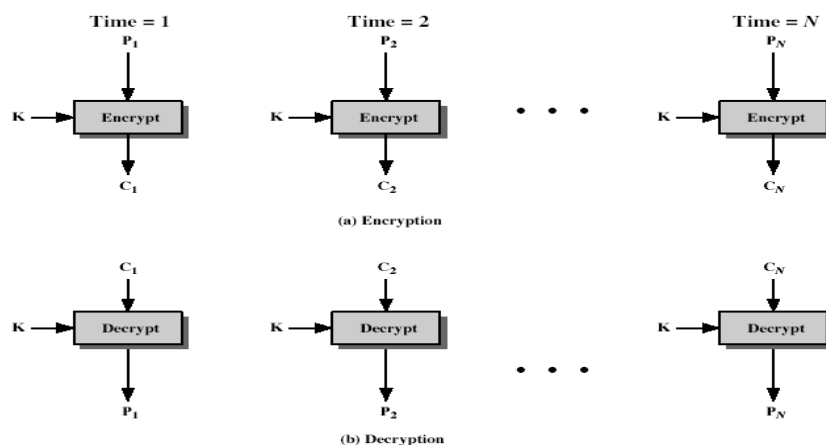 Time = 1 Time = 2 Time = N
P1 P2 PN
K Encrypt K Encrypt K Encrypt
C1 C2 CN
(a) Encryption
C1 C2 CN
K Decrypt K Decrypt K Decrypt
P1 P2 PN
(b) Decryption